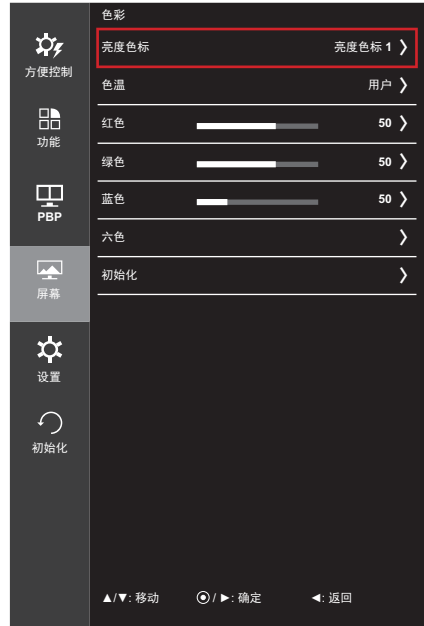 色彩
亮度色标 亮度色标 1
色温 用户
红色 50
绿色 50
蓝色 50
六色
初始化
方便控制
功能
PBP
屏幕
设置
初始化
▲/▼: 移动 / ►: 确定 ◄: 返回